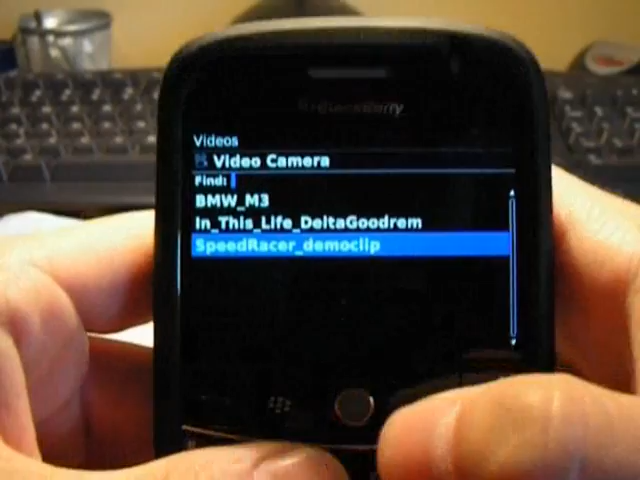 BlackBerry
Videos
Video Camera
Find:
BMW_M3
In_This_Life_DeltaGoodrem
SpeedRacer_democlip